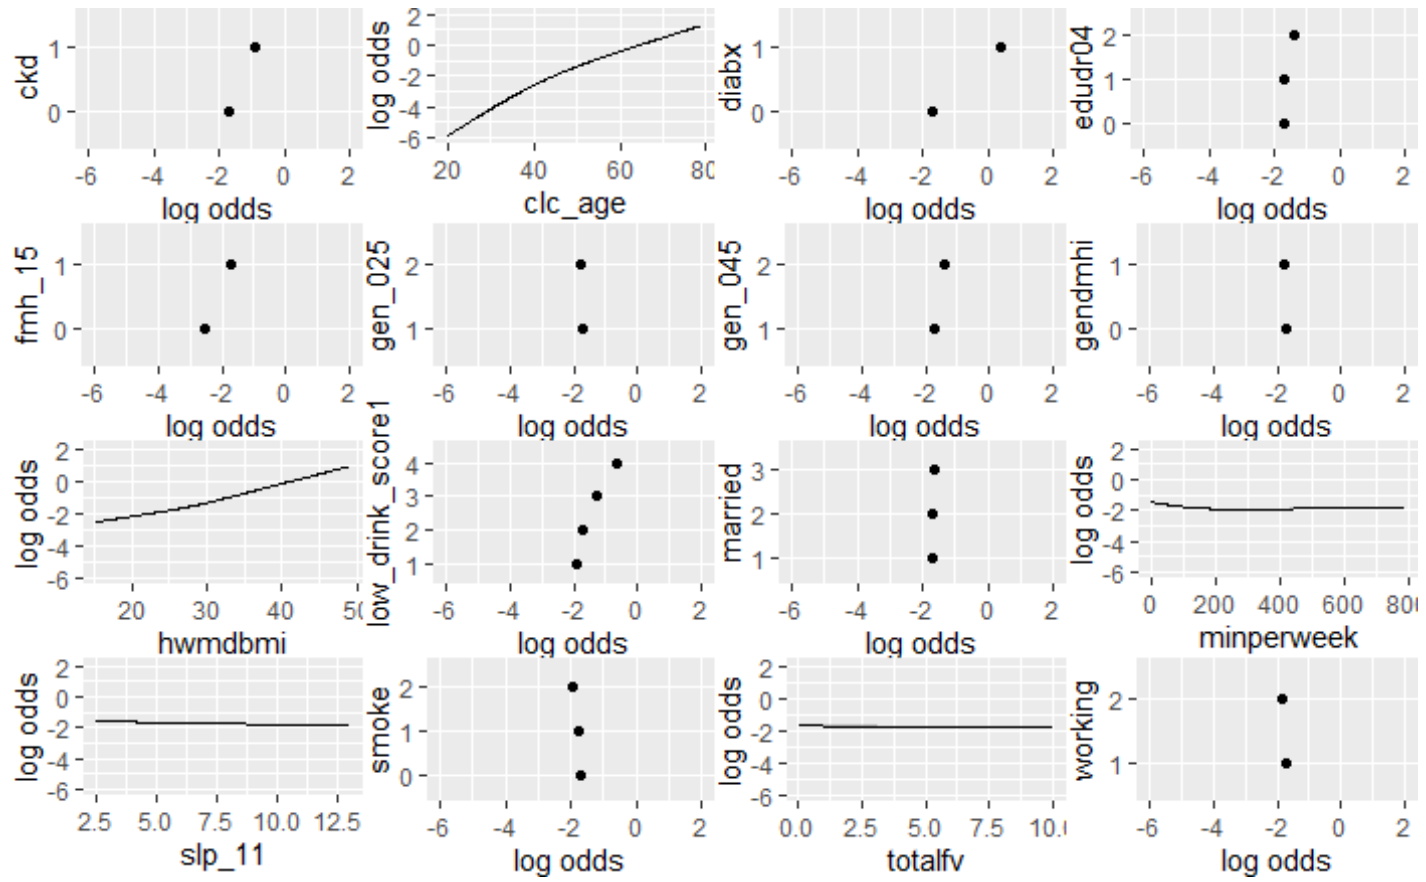 ckd
1
0
-6 -4 -2 0 2
log odds
log odds
2
0
-2
-4
-6
20 40 60 80
clc_age
diabx
1
0
-6 -4 -2 0 2
log odds
edudr04
2
1
0
-6 -4 -2 0 2
log odds
fmh_15
1
0
-6 -4 -2 0 2
log odds
gen_025
2
1
-6 -4 -2 0 2
log odds
gen_045
2
1
-6 -4 -2 0 2
log odds
gendmhi
1
0
-6 -4 -2 0 2
log odds
log odds
2
0
-2
-4
-6
20 30 40 50
hwmdbmi
low_drink_score1
4
3
2
1
-6 -4 -2 0 2
log odds
married
3
2
1
-6 -4 -2 0 2
log odds
log odds
2
0
-2
-4
-6
0 200 400 600 800
minperweek
log odds
2
0
-2
-4
-6
2.5 5.0 7.5 10.0 12.5
slp_11
smoke
2
1
0
-6 -4 -2 0 2
log odds
log odds
2
0
-2
-4
-6
0.0 2.5 5.0 7.5 10.0
totalfv
working
2
1
-6 -4 -2 0 2
log odds